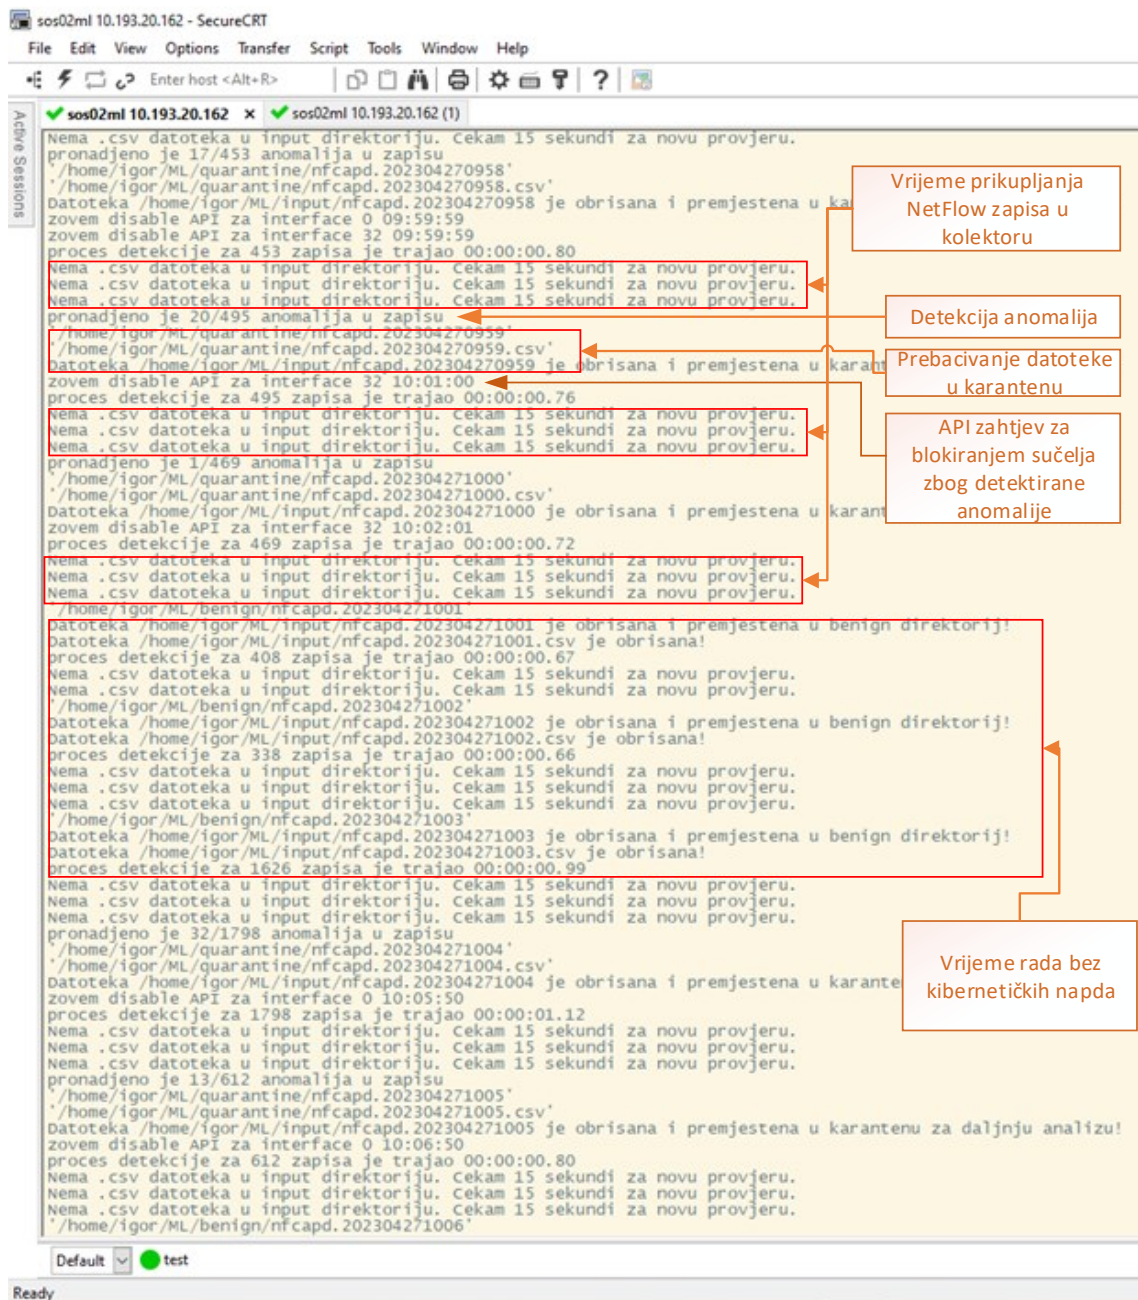 sos02ml 10.193.20.162 - SecureCRT
File Edit View Options Transfer Script Tools Window Help
Enter host <Alt+R>
sos02ml 10.193.20.162 x sos02ml 10.193.20.162 (1)
Active Sessions
Nema .csv datoteka u input direktoriju. Cekam 15 sekundi za novu provjeru.
pronadjeno je 17/453 anomalija u zapisu
'/home/igor/ML/quarantine/nfcapd.202304270958'
'/home/igor/ML/quarantine/nfcapd.202304270958.csv'
Datoteka /home/igor/ML/input/nfcapd.202304270958 je obrisana i premjestena u ka
zovem disable API za interface 0 09:59:59
zovem disable API za interface 32 09:59:59
proces detekcije za 453 zapisa je trajao 00:00:00.80
Nema .csv datoteka u input direktoriju. Cekam 15 sekundi za novu provjeru.
Nema .csv datoteka u input direktoriju. Cekam 15 sekundi za novu provjeru.
Nema .csv datoteka u input direktoriju. Cekam 15 sekundi za novu provjeru.
pronadjeno je 20/495 anomalija u zapisu
'/home/igor/ML/quarantine/nfcapd.202304270959'
'/home/igor/ML/quarantine/nfcapd.202304270959.csv'
Datoteka /home/igor/ML/input/nfcapd.202304270959 je obrisana i premjestena u karant
zovem disable API za interface 32 10:01:00
proces detekcije za 495 zapisa je trajao 00:00:00.76
Nema .csv datoteka u input direktoriju. Cekam 15 sekundi za novu provjeru.
Nema .csv datoteka u input direktoriju. Cekam 15 sekundi za novu provjeru.
Nema .csv datoteka u input direktoriju. Cekam 15 sekundi za novu provjeru.
pronadjeno je 1/469 anomalija u zapisu
'/home/igor/ML/quarantine/nfcapd.202304271000'
'/home/igor/ML/quarantine/nfcapd.202304271000.csv'
Datoteka /home/igor/ML/input/nfcapd.202304271000 je obrisana i premjestena u karant
zovem disable API za interface 32 10:02:01
proces detekcije za 469 zapisa je trajao 00:00:00.72
Nema .csv datoteka u input direktoriju. Cekam 15 sekundi za novu provjeru.
Nema .csv datoteka u input direktoriju. Cekam 15 sekundi za novu provjeru.
Nema .csv datoteka u input direktoriju. Cekam 15 sekundi za novu provjeru.
'/home/igor/ML/benign/nfcapd.202304271001'
Datoteka /home/igor/ML/input/nfcapd.202304271001 je obrisana i premjestena u benign direktorij!
Datoteka /home/igor/ML/input/nfcapd.202304271001.csv je obrisana!
proces detekcije za 408 zapisa je trajao 00:00:00.67
Nema .csv datoteka u input direktoriju. Cekam 15 sekundi za novu provjeru.
Nema .csv datoteka u input direktoriju. Cekam 15 sekundi za novu provjeru.
'/home/igor/ML/benign/nfcapd.202304271002'
Datoteka /home/igor/ML/input/nfcapd.202304271002 je obrisana i premjestena u benign direktorij!
Datoteka /home/igor/ML/input/nfcapd.202304271002.csv je obrisana!
proces detekcije za 338 zapisa je trajao 00:00:00.66
Nema .csv datoteka u input direktoriju. Cekam 15 sekundi za novu provjeru.
Nema .csv datoteka u input direktoriju. Cekam 15 sekundi za novu provjeru.
Nema .csv datoteka u input direktoriju. Cekam 15 sekundi za novu provjeru.
'/home/igor/ML/benign/nfcapd.202304271003'
Datoteka /home/igor/ML/input/nfcapd.202304271003 je obrisana i premjestena u benign direktorij!
Datoteka /home/igor/ML/input/nfcapd.202304271003.csv je obrisana!
proces detekcije za 1626 zapisa je trajao 00:00:00.99
Nema .csv datoteka u input direktoriju. Cekam 15 sekundi za novu provjeru.
Nema .csv datoteka u input direktoriju. Cekam 15 sekundi za novu provjeru.
Nema .csv datoteka u input direktoriju. Cekam 15 sekundi za novu provjeru.
pronadjeno je 32/1798 anomalija u zapisu
'/home/igor/ML/quarantine/nfcapd.202304271004'
'/home/igor/ML/quarantine/nfcapd.202304271004.csv'
Datoteka /home/igor/ML/input/nfcapd.202304271004 je obrisana i premjestena u karante
zovem disable API za interface 0 10:05:50
proces detekcije za 1798 zapisa je trajao 00:00:01.12
Nema .csv datoteka u input direktoriju. Cekam 15 sekundi za novu provjeru.
Nema .csv datoteka u input direktoriju. Cekam 15 sekundi za novu provjeru.
Nema .csv datoteka u input direktoriju. Cekam 15 sekundi za novu provjeru.
pronadjeno je 13/612 anomalija u zapisu
'/home/igor/ML/quarantine/nfcapd.202304271005'
'/home/igor/ML/quarantine/nfcapd.202304271005.csv'
Datoteka /home/igor/ML/input/nfcapd.202304271005 je obrisana i premjestena u karantenu za daljnju analizu!
zovem disable API za interface 0 10:06:50
proces detekcije za 612 zapisa je trajao 00:00:00.80
Nema .csv datoteka u input direktoriju. Cekam 15 sekundi za novu provjeru.
Nema .csv datoteka u input direktoriju. Cekam 15 sekundi za novu provjeru.
Nema .csv datoteka u input direktoriju. Cekam 15 sekundi za novu provjeru.
'/home/igor/ML/benign/nfcapd.202304271006'
Vrijeme prikupljanja
NetFlow zapisa u
kolektoru
Detekcija anomalija
Prebacivanje datoteke
u karantenu
API zahtjev za
blokiranjem sučelja
zbog detektirane
anomalije
Vrijeme rada bez
kibernetičkih napda
Default test
Ready